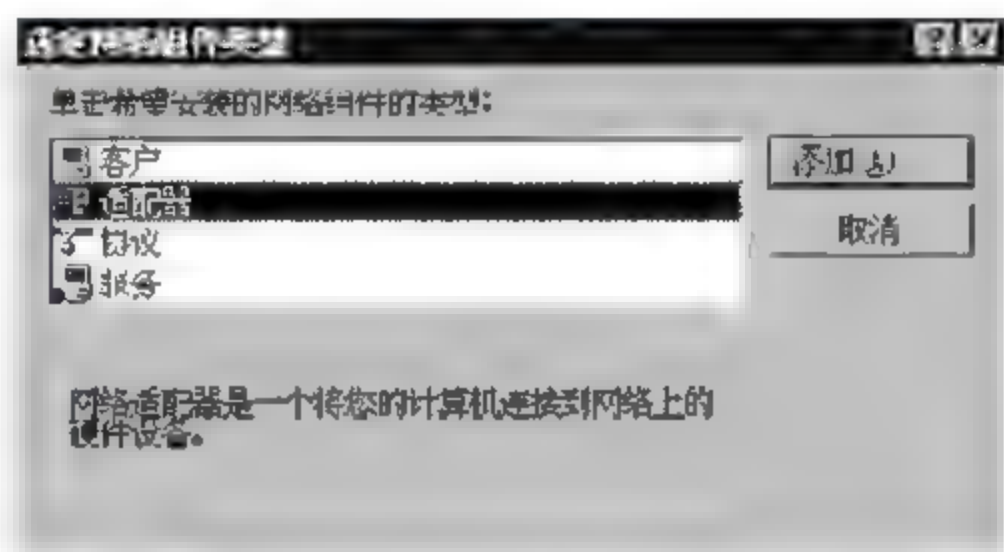 选定网络组件类型
单击希望安装的网络组件的类型:
客户
适配器
协议
服务
添加(A)
取消
网络适配器是一个将您的计算机连接到网络上的
硬件设备。